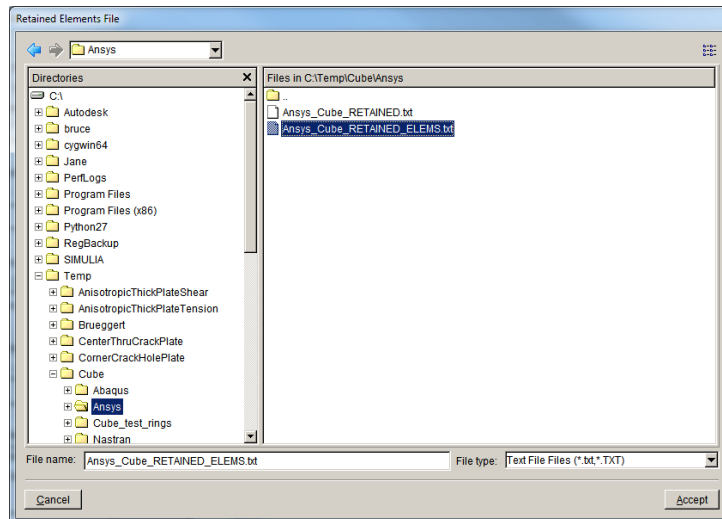 Retained Elements File
Ansys
Directories
C:\
Autodesk
bruce
cygwin64
Jane
PerfLogs
Program Files
Program Files (x86)
Python27
RegBackup
SIMULIA
Temp
AnisotropicThickPlateShear
AnisotropicThickPlateTension
Brueggert
CenterThruCrackPlate
CornerCrackHolePlate
Cube
Abaqus
Ansys
Cube_test_rings
Nastran
Files in C:\Temp\Cube\Ansys
..
Ansys_Cube_RETAINED.txt
Ansys_Cube_RETAINED_ELEMS.txt
File name: Ansys_Cube_RETAINED_ELEMS.txt
File type: Text File Files (*.txt,*.TXT)
Cancel
Accept